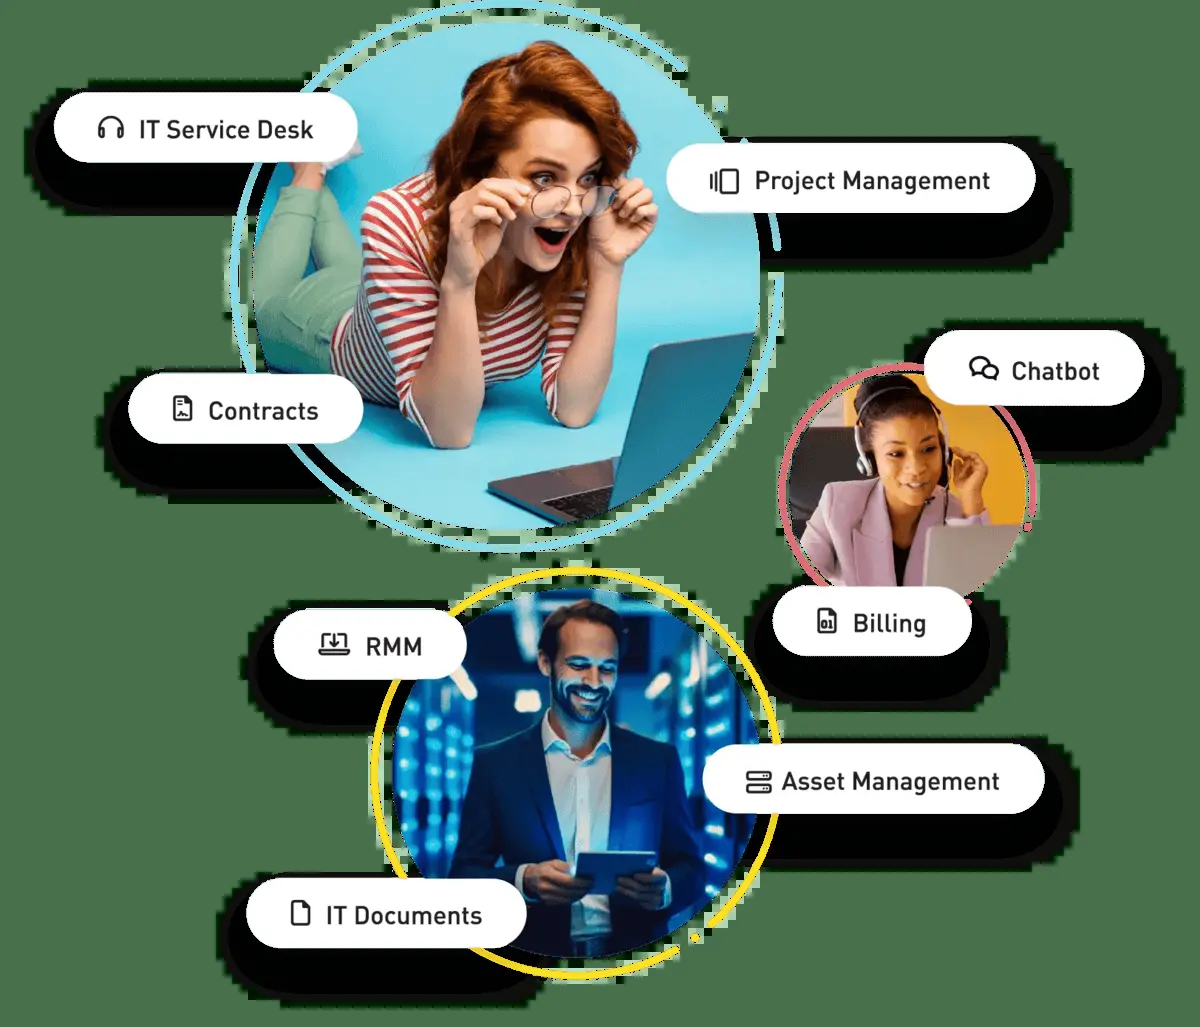 IT Service Desk
Project Management
Chatbot
Contracts
Billing
RMM
Asset Management
IT Documents